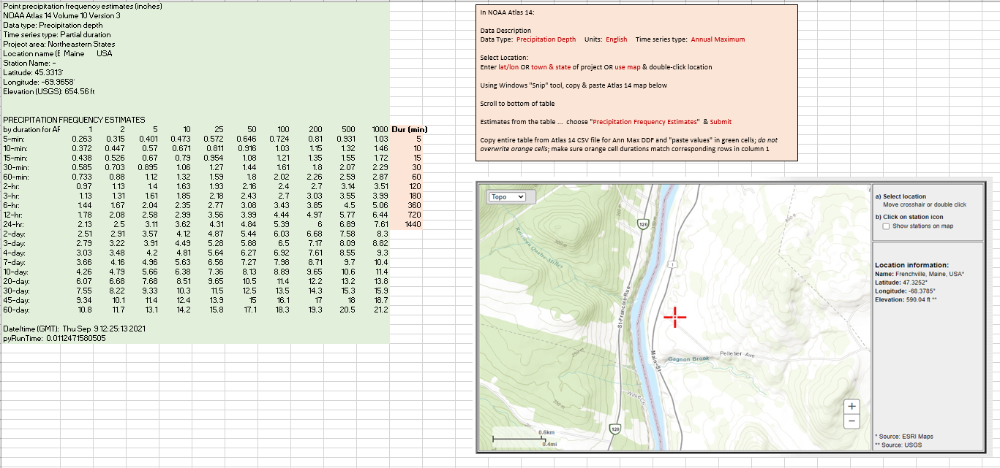 Point precipitation frequency estimates (inches)
NOAA Atlas 14 Volume 10 Version 3
Data type: Precipitation depth
Time series type: Partial duration
Project area: Northeastern States
Location name (E Maine USA
Station Name: -
Latitude: 45.3313°
Longitude: -69.9658°
Elevation (USGS): 654.56 ft
PRECIPITATION FREQUENCY ESTIMATES
by duration for AF 1 2 5 10 25 50 100 200 500 1000 Dur (min)
5-min: 0.263 0.315 0.401 0.473 0.572 0.646 0.724 0.81 0.931 1.03 5
10-min: 0.372 0.447 0.57 0.671 0.811 0.916 1.03 1.15 1.32 1.46 10
15-min: 0.438 0.526 0.67 0.79 0.954 1.08 1.21 1.35 1.55 1.72 15
30-min: 0.585 0.703 0.895 1.06 1.27 1.44 1.61 1.8 2.07 2.29 30
60-min: 0.733 0.88 1.12 1.32 1.59 1.8 2.02 2.26 2.59 2.87 60
2-hr: 0.97 1.13 1.4 1.63 1.93 2.16 2.4 2.7 3.14 3.51 120
3-hr: 1.13 1.31 1.61 1.85 2.18 2.43 2.7 3.03 3.55 3.99 180
6-hr: 1.44 1.67 2.04 2.35 2.77 3.08 3.43 3.85 4.5 5.06 360
12-hr: 1.78 2.08 2.58 2.99 3.56 3.99 4.44 4.97 5.77 6.44 720
24-hr: 2.13 2.5 3.11 3.62 4.31 4.84 5.39 6 6.89 7.61 1440
2-day: 2.51 2.91 3.57 4.12 4.87 5.44 6.03 6.68 7.58 8.3
3-day: 2.79 3.22 3.91 4.49 5.28 5.88 6.5 7.17 8.09 8.82
4-day: 3.03 3.48 4.2 4.81 5.64 6.27 6.92 7.61 8.55 9.3
7-day: 3.66 4.16 4.96 5.63 6.56 7.27 7.98 8.71 9.7 10.4
10-day: 4.26 4.79 5.66 6.38 7.36 8.13 8.89 9.65 10.6 11.4
20-day: 6.07 6.68 7.68 8.51 9.65 10.5 11.4 12.2 13.2 13.8
30-day: 7.55 8.22 9.33 10.3 11.5 12.5 13.5 14.3 15.3 15.9
45-day: 9.34 10.1 11.4 12.4 13.9 15 16.1 17 18 18.7
60-day: 10.8 11.7 13.1 14.2 15.8 17.1 18.3 19.3 20.5 21.2
Date/time (GMT): Thu Sep 9 12:25:13 2021
pyRunTime: 0.0112471580505
In NOAA Atlas 14:
Data Description
Data Type: Precipitation Depth Units: English Time series type: Annual Maximum
Select Location:
Enter lat/lon OR town & state of project OR use map & double-click location
Using Windows "Snip" tool, copy & paste Atlas 14 map below
Scroll to bottom of table
Estimates from the table ... choose "Precipitation Frequency Estimates" & Submit
Copy entire table from Atlas 14 CSV file for Ann Max DDF and "paste values" in green cells; do not
overwrite orange cells; make sure orange cell durations match corresponding rows in column 1
Topo
120
1
200 m
300 m
600 ft
Ruisseau Quatre-Milles
St-Francois-Rue
Main-St
Gagnon Brook
Pelletier Ave
350 m
250 m
120
0.6km
0.4mi
+
−
a) Select location
Move crosshair or double click
b) Click on station icon
Show stations on map
Location information:
Name: Frenchville, Maine, USA*
Latitude: 47.3252°
Longitude: -68.3785°
Elevation: 590.04 ft **
* Source: ESRI Maps
** Source: USGS